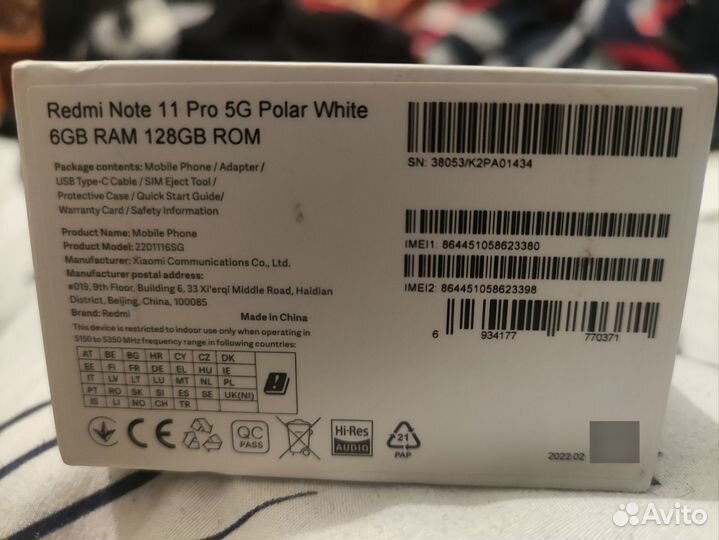 Redmi Note 11 Pro 5G Polar White
6GB RAM 128GB ROM
Package contents: Mobile Phone / Adapter /
USB Type-C Cable / SIM Eject Tool /
Protective Case / Quick Start Guide/
Warranty Card / Safety Information
Product Name: Mobile Phone
Product Model: 2201116SG
Manufacturer: Xiaomi Communications Co., Ltd.
Manufacturer postal address:
#019, 9th Floor, Building 6, 33 Xi'erqi Middle Road, Haidian
District, Beijing, China, 100085
Brand: Redmi
Made in China
This device is restricted to indoor use only when operating in
5150 to 5350 MHz frequency range in following countries:
AT BE BG HR CY CZ DK
EE FI FR DE EL HU IE
IT LV LT LU MT NL PL
PT RO SK SI ES SE UK(NI)
IS LI NO CH TR
CE
QC
PASS
Hi-Res
AUDIO
21
PAP
SN: 38053/K2PA01434
IMEI1: 864451058623380
IMEI2: 864451058623398
6 934177 770371
2022.02
Avito